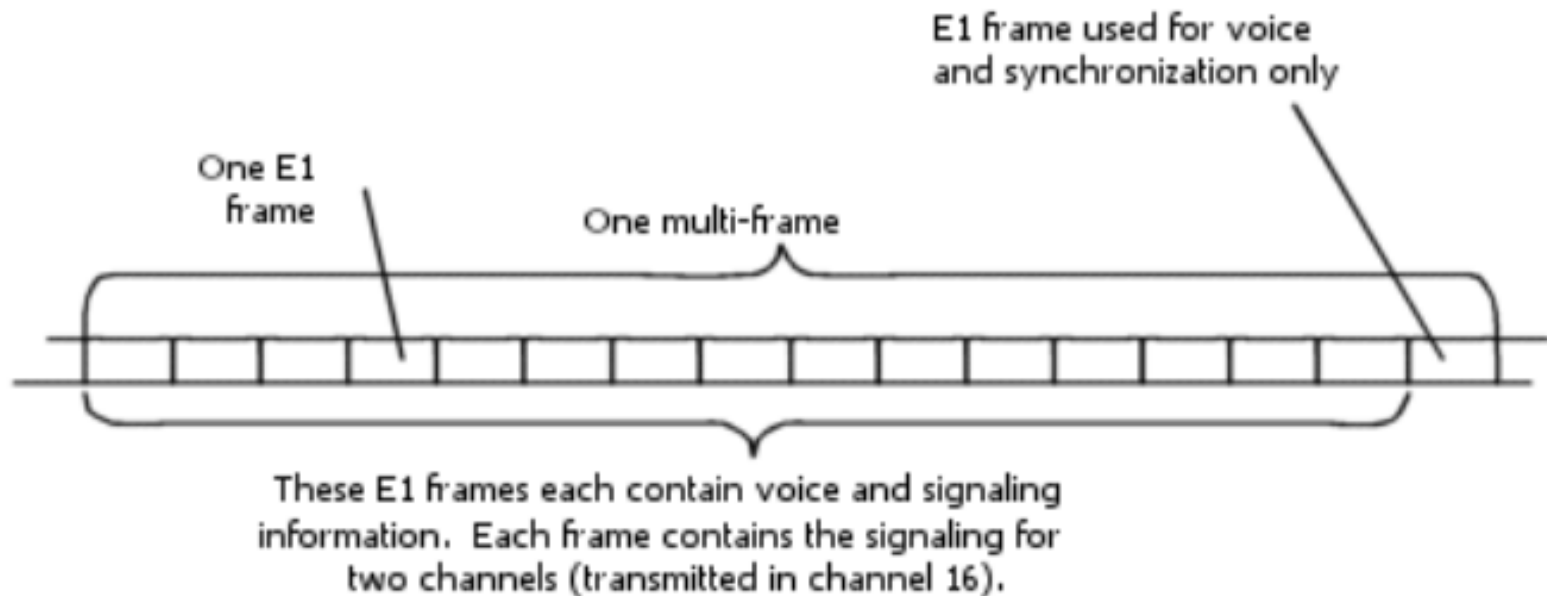 E1 frame used for voice
and synchronization only
One E1
frame
One multi-frame
These E1 frames each contain voice and signaling
information. Each frame contains the signaling for
two channels (transmitted in channel 16).